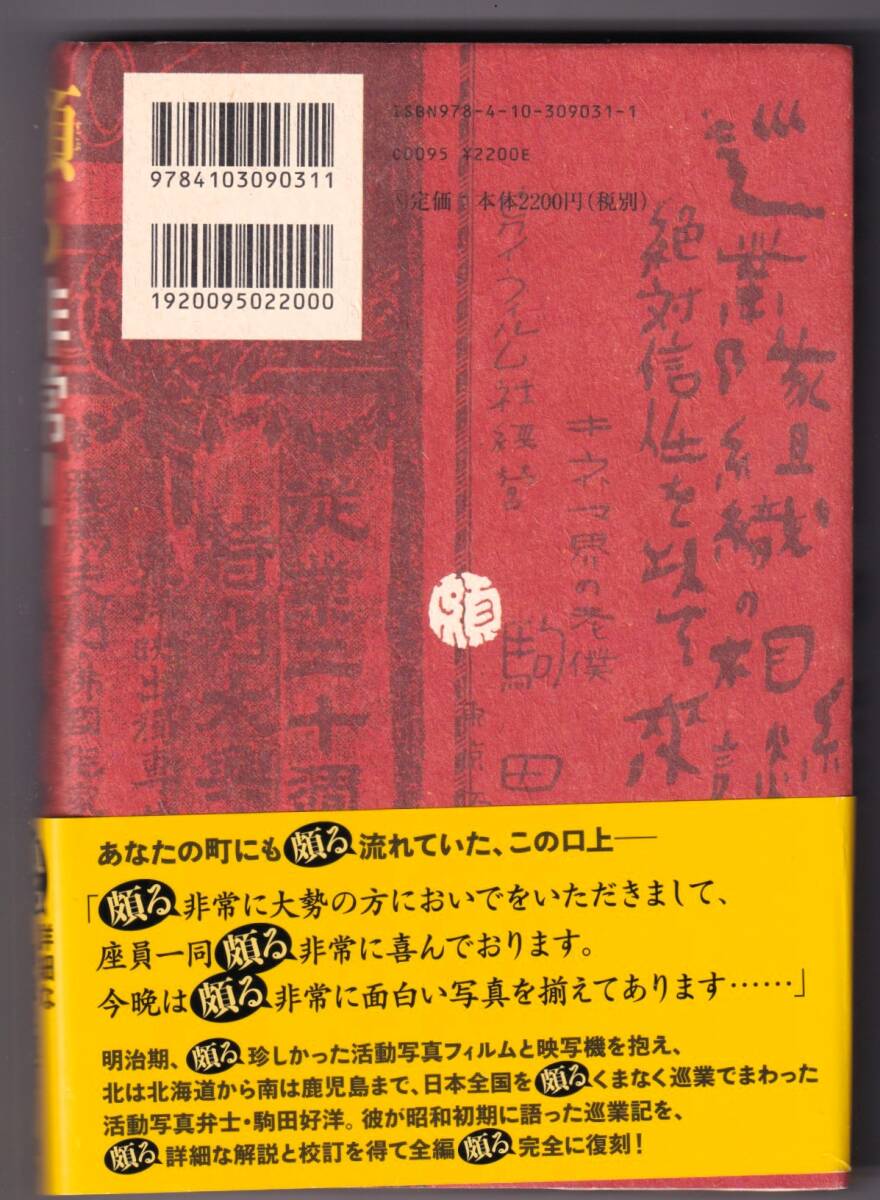 頗る非常!
9784103090311
1920095022000
ISBN978-4-10-309031-1
C0095 ¥2200E
定価:本体2200円(税別)
絶対信任を以て来
キネマ界の老僕
駒田
頗
従業二十週
あなたの町にも頗る流れていた、この口上──
「頗る非常に大勢の方においでをいただきまして、
座員一同頗る非常に喜んでおります。
今晩は頗る非常に面白い写真を揃えてあります……」
明治期、頗る珍しかった活動写真フィルムと映写機を抱え、
北は北海道から南は鹿児島まで、日本全国を頗るくまなく巡業でまわった
活動写真弁士・駒田好洋。彼が昭和初期に語った巡業記を、
頗る詳細な解説と校訂を得て全編頗る完全に復刻!